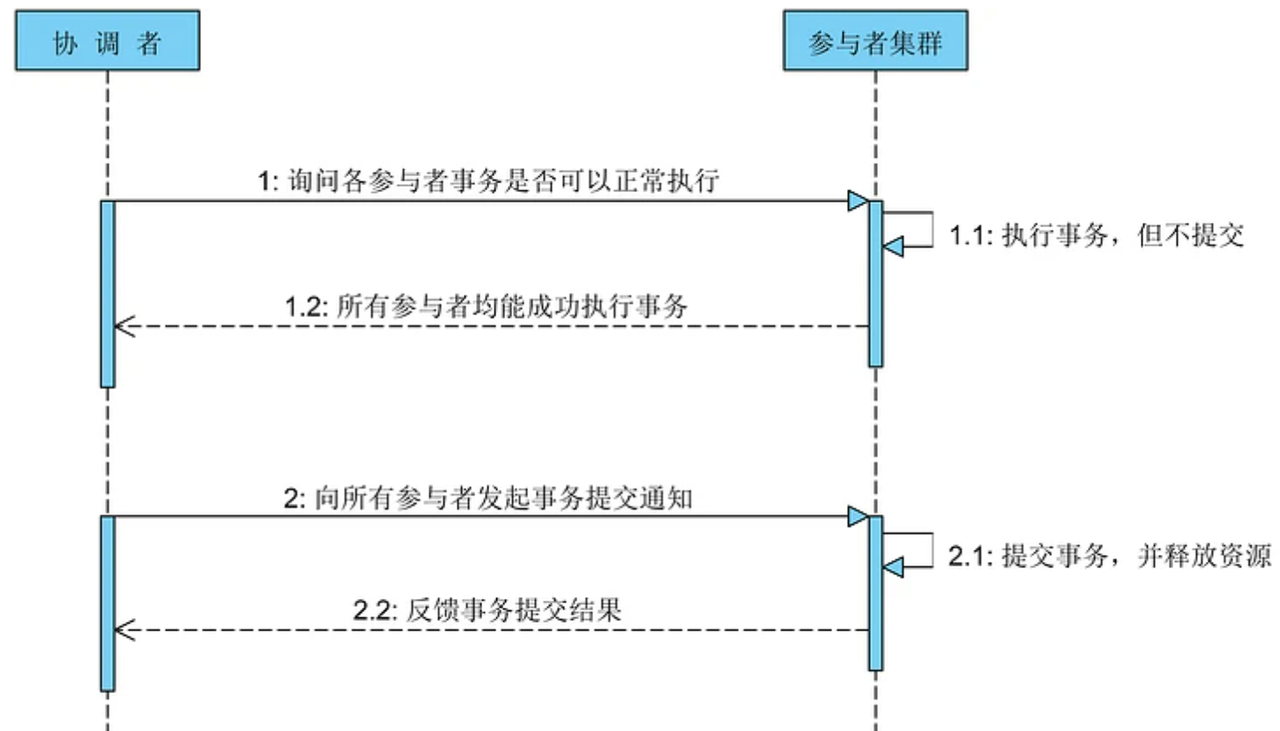 协 调 者
参与者集群
1: 询问各参与者事务是否可以正常执行
1.1: 执行事务，但不提交
1.2: 所有参与者均能成功执行事务
2: 向所有参与者发起事务提交通知
2.1: 提交事务，并释放资源
2.2: 反馈事务提交结果